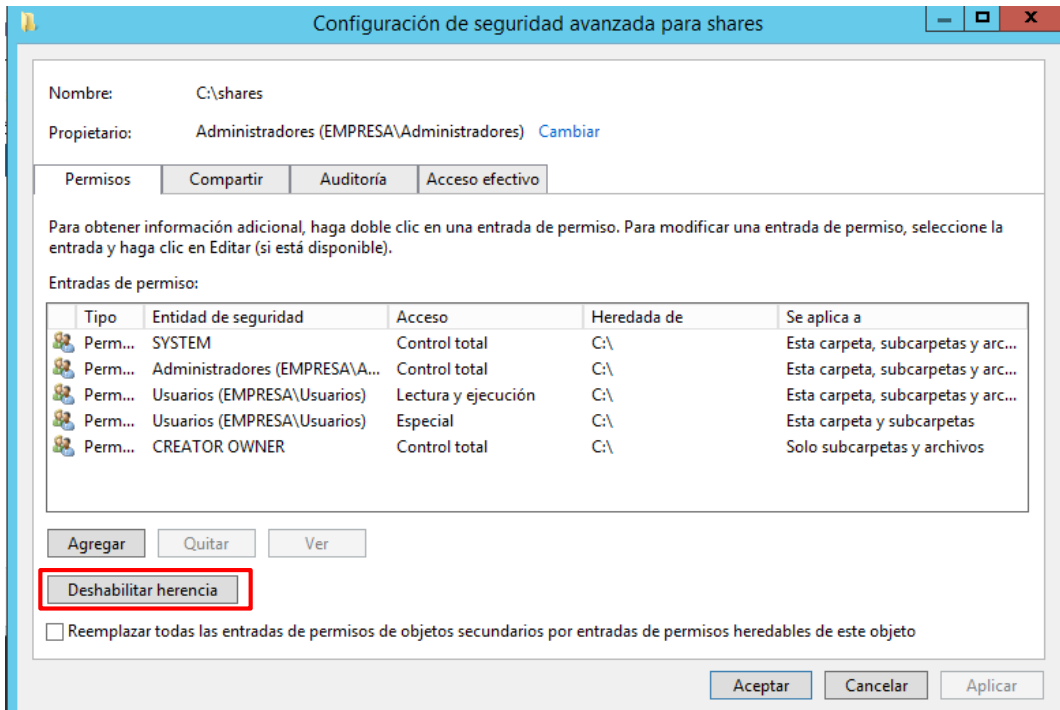 Configuración de seguridad avanzada para shares
Nombre: C:\shares
Propietario: Administradores (EMPRESA\Administradores) Cambiar
Permisos Compartir Auditoría Acceso efectivo
Para obtener información adicional, haga doble clic en una entrada de permiso. Para modificar una entrada de permiso, seleccione la
entrada y haga clic en Editar (si está disponible).
Entradas de permiso:
Tipo Entidad de seguridad Acceso Heredada de Se aplica a
Perm... SYSTEM Control total C:\ Esta carpeta, subcarpetas y arc...
Perm... Administradores (EMPRESA\A... Control total C:\ Esta carpeta, subcarpetas y arc...
Perm... Usuarios (EMPRESA\Usuarios) Lectura y ejecución C:\ Esta carpeta, subcarpetas y arc...
Perm... Usuarios (EMPRESA\Usuarios) Especial C:\ Esta carpeta y subcarpetas
Perm... CREATOR OWNER Control total C:\ Solo subcarpetas y archivos
Agregar Quitar Ver
Deshabilitar herencia
Reemplazar todas las entradas de permisos de objetos secundarios por entradas de permisos heredables de este objeto
Aceptar Cancelar Aplicar